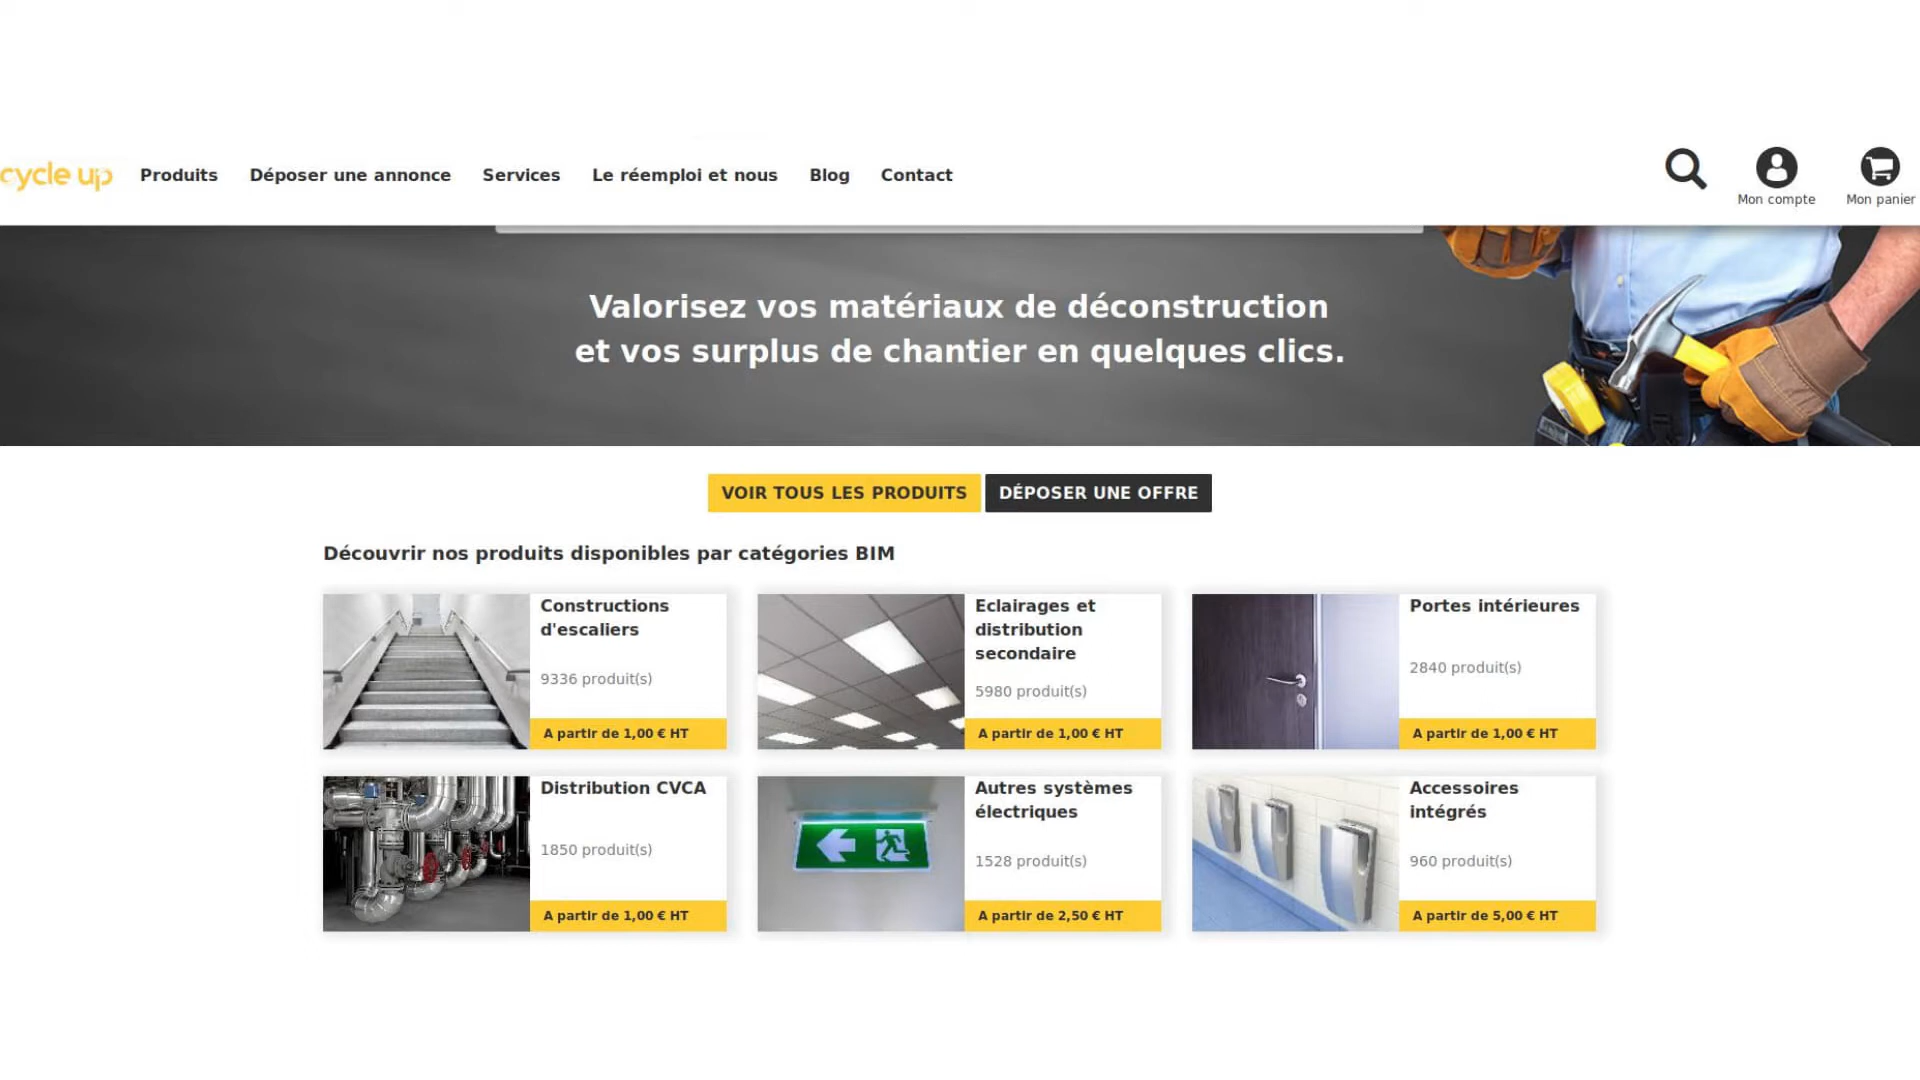 cycle up
Produits
Déposer une annonce
Services
Le réemploi et nous
Blog
Contact
Mon compte
Mon panier
Valorisez vos matériaux de déconstruction
et vos surplus de chantier en quelques clics.
VOIR TOUS LES PRODUITS
DÉPOSER UNE OFFRE
Découvrir nos produits disponibles par catégories BIM
Constructions
d'escaliers
9336 produit(s)
A partir de 1,00 € HT
Eclairages et
distribution
secondaire
5980 produit(s)
A partir de 1,00 € HT
Portes intérieures
2840 produit(s)
A partir de 1,00 € HT
Distribution CVCA
1850 produit(s)
A partir de 1,00 € HT
Autres systèmes
électriques
1528 produit(s)
A partir de 2,50 € HT
Accessoires
intégrés
960 produit(s)
A partir de 5,00 € HT